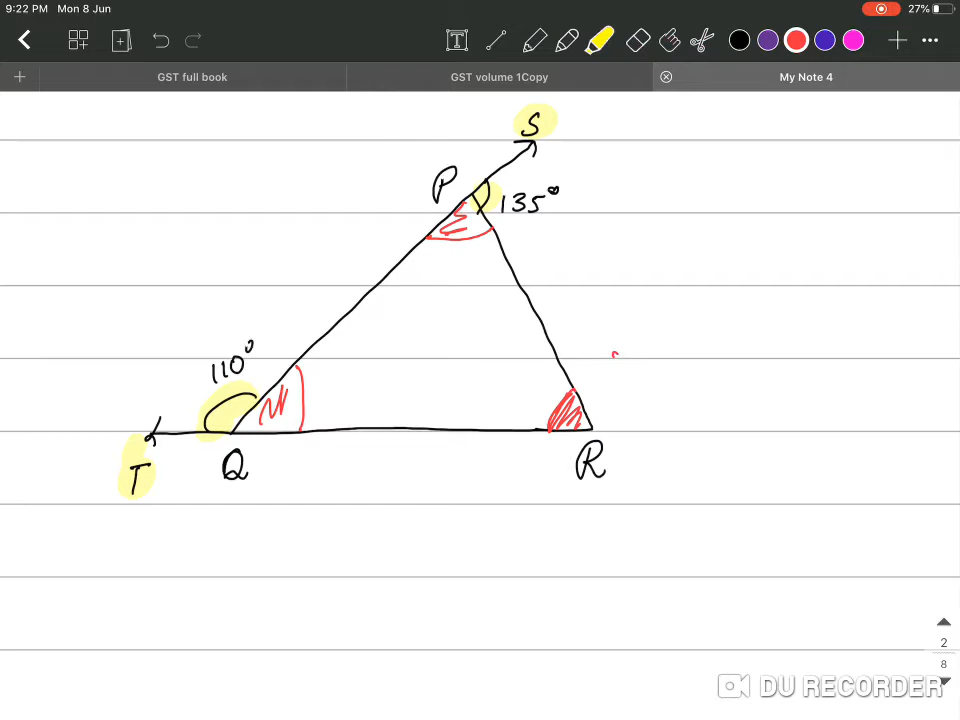 9:22 PM Mon 8 Jun 27%
GST full book GST volume 1Copy My Note 4
S
P
135°
110°
T
Q
R
2
8
DU RECORDER